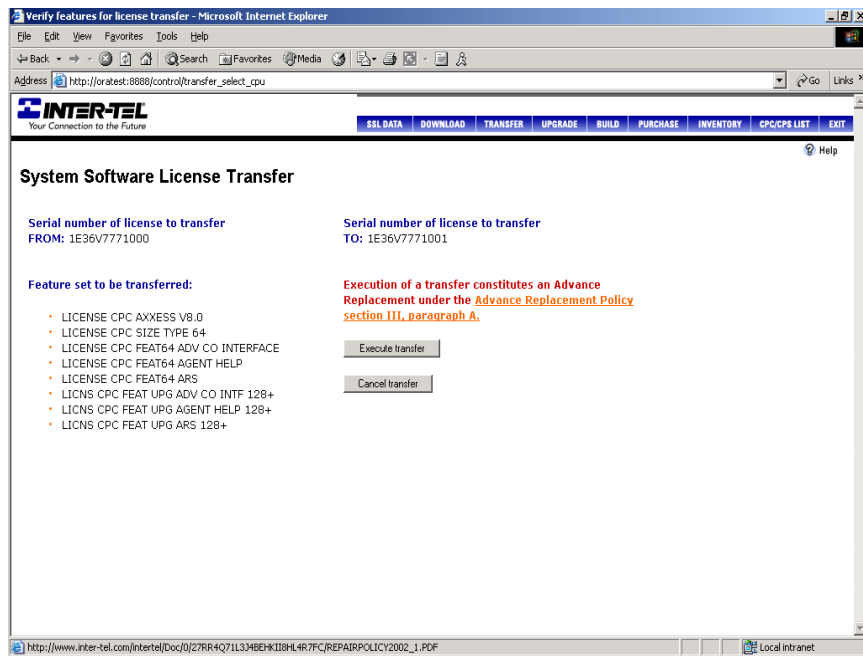 Verify features for license transfer - Microsoft Internet Explorer
File Edit View Favorites Tools Help
Back Search Favorites Media
Address http://oratest:8888/control/transfer_select_cpu Go Links
INTER-TEL
Your Connection to the Future
SSL DATA DOWNLOAD TRANSFER UPGRADE BUILD PURCHASE INVENTORY CPC/CPS LIST EXIT
Help
System Software License Transfer
Serial number of license to transfer
FROM: 1E36V7771000
Serial number of license to transfer
TO: 1E36V7771001
Feature set to be transferred:
LICENSE CPC AXXESS V8.0
LICENSE CPC SIZE TYPE 64
LICENSE CPC FEAT64 ADV CO INTERFACE
LICENSE CPC FEAT64 AGENT HELP
LICENSE CPC FEAT64 ARS
LICNS CPC FEAT UPG ADV CO INTF 128+
LICNS CPC FEAT UPG AGENT HELP 128+
LICNS CPC FEAT UPG ARS 128+
Execution of a transfer constitutes an Advance
Replacement under the Advance Replacement Policy
section III, paragraph A.
Execute transfer
Cancel transfer
http://www.inter-tel.com/intertel/Doc/0/27RR4Q71L3J4BEHKII8HL4R7FC/REPAIRPOLICY2002_1.PDF
Local intranet